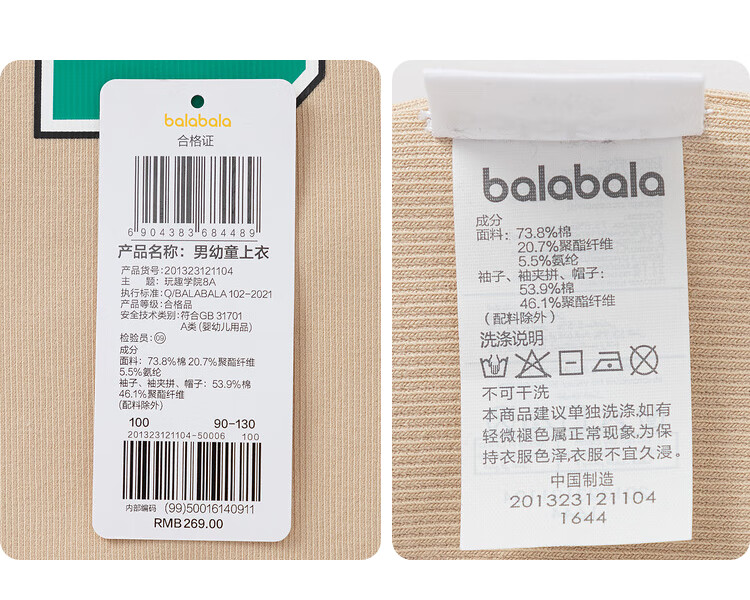 balabala
合格证
6904383684489
产品名称：男幼童上衣
产品货号:201323121104
主　题：玩趣学院8A
执行标准:Q/BALABALA 102-2021
产品等级:合格品
安全技术类别:符合GB 31701
A类 (婴幼儿用品)
检验员: 09
成分
面料：73.8%棉 20.7%聚酯纤维
5.5%氨纶
袖子、袖夹拼、帽子：53.9%棉
46.1%聚酯纤维
(配料除外)
100 90-130
201323121104-50006 100
内部编码 (99)50016140911
RMB 269.00
balabala
成分
面料：73.8%棉
20.7%聚酯纤维
5.5%氨纶
袖子、袖夹拼、帽子：
53.9%棉
46.1%聚酯纤维
(配料除外)
洗涤说明
不可干洗
本商品建议单独洗涤,如有
轻微褪色属正常现象,为保
持衣服色泽,衣服不宜久浸。
中国制造
201323121104
1644